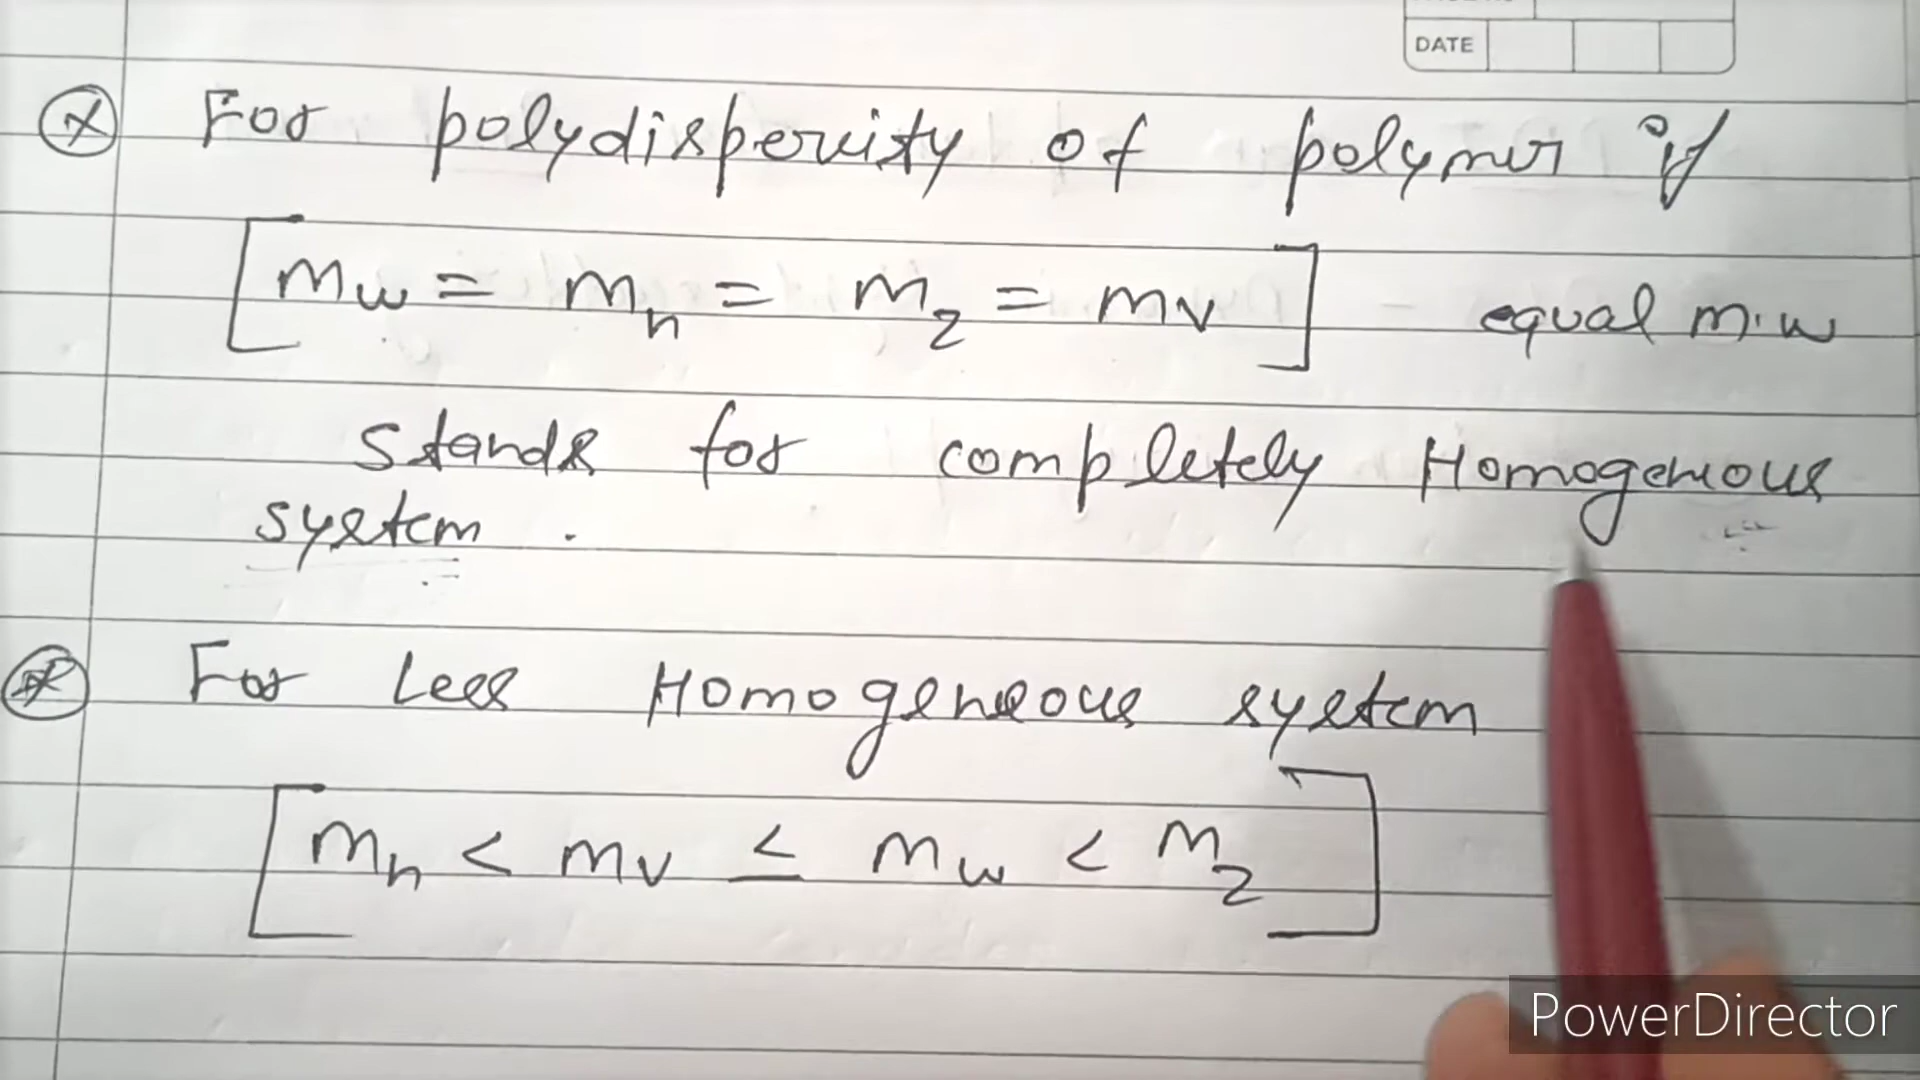 DATE
For polydispersity of polymer if
[Mw = Mn = Mz = Mv] - equal m.w
stands for completely Homogeneous
system.
For Less Homogeneous system
[Mn < Mv ≤ Mw < Mz]
PowerDirector